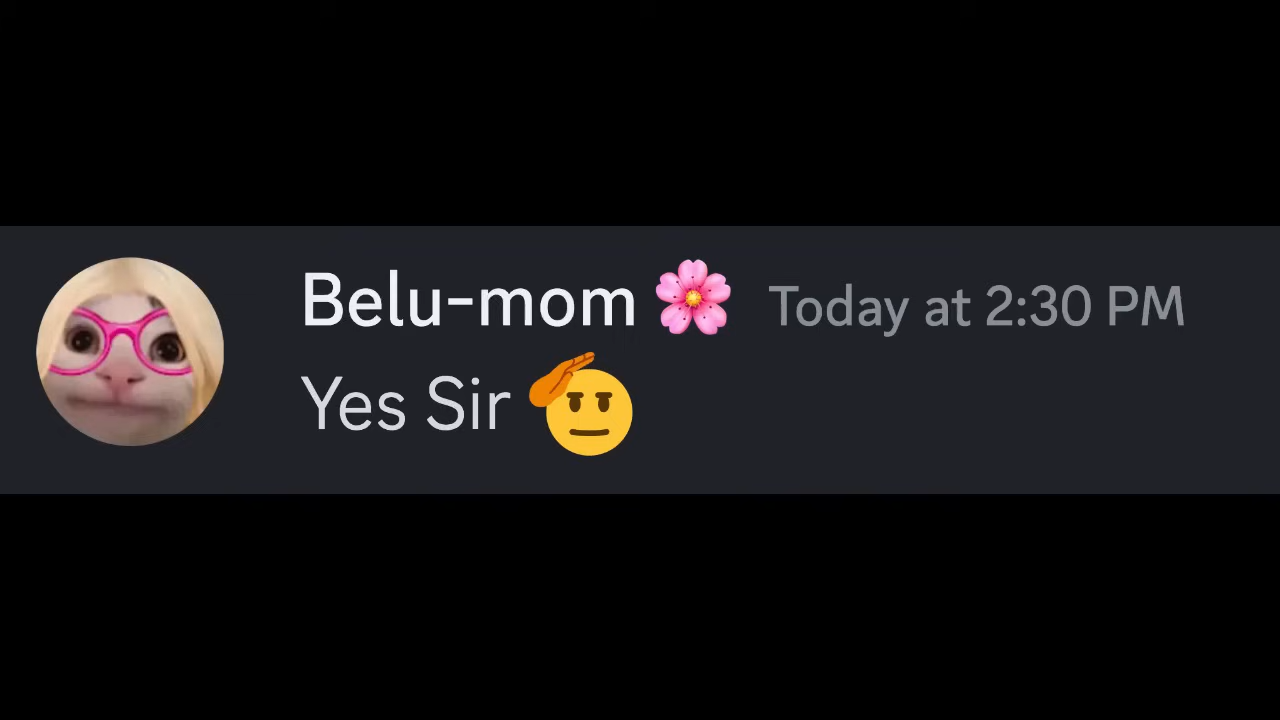 Belu-mom 🌸 Today at 2:30 PM
Yes Sir 🫡